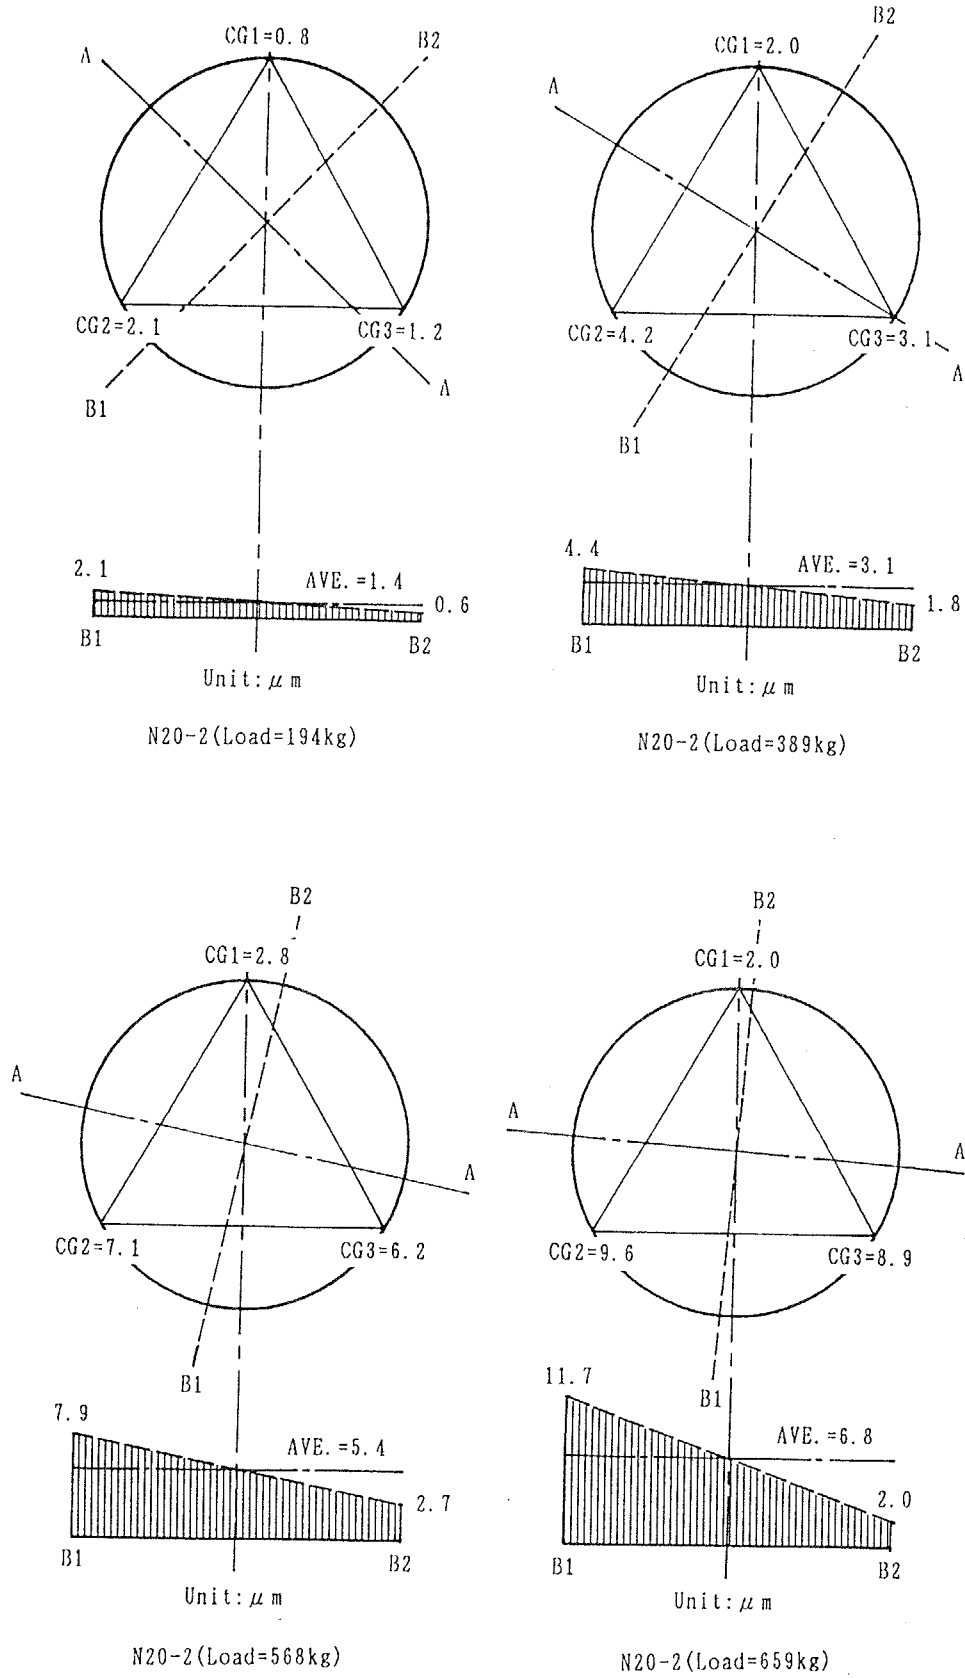 CG1=0.8
B2
A
CG2=2.1
CG3=1.2
A
B1
2.1
AVE.=1.4
0.6
B1
B2
Unit:μm
N20-2(Load=194kg)
B2
CG1=2.0
A
CG2=4.2
CG3=3.1
A
B1
4.4
AVE.=3.1
1.8
B1
B2
Unit:μm
N20-2(Load=389kg)
B2
CG1=2.8
A
A
CG2=7.1
CG3=6.2
B1
7.9
AVE.=5.4
2.7
B1
B2
Unit:μm
N20-2(Load=568kg)
B2
CG1=2.0
A
A
CG2=9.6
CG3=8.9
B1
11.7
AVE.=6.8
2.0
B1
B2
Unit:μm
N20-2(Load=659kg)